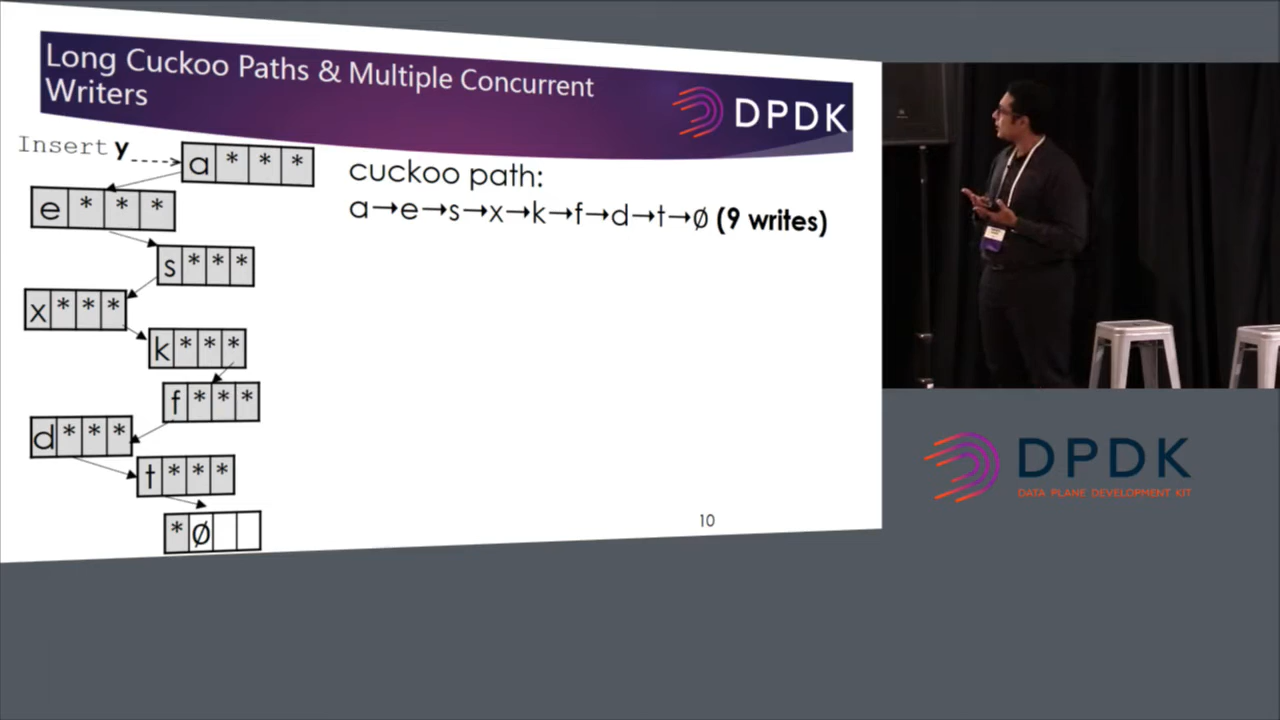 Long Cuckoo Paths & Multiple Concurrent
Writers
DPDK
Insert y
a * * *
e * * *
s * * *
x * * *
k * * *
f * * *
d * * *
t * * *
* Ø
cuckoo path:
a→e→s→x→k→f→d→t→Ø (9 writes)
10
DPDK
DATA PLANE DEVELOPMENT KIT